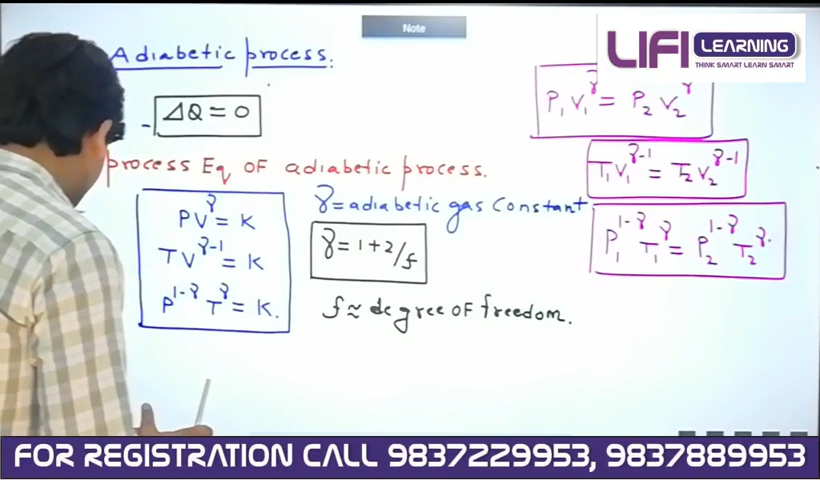 Note
LIFI LEARNING
THINK SMART LEARN SMART
Adiabetic process.
ΔQ = 0
process Eq OF adiabetic process.
PV^γ = K
TV^γ-1 = K
P^1-γ T^γ = K.
γ = adiabetic gas constant
γ = 1+2/f
f ≈ degree OF freedom.
P₁V₁^γ = P₂V₂^γ
T₁V₁^γ-1 = T₂V₂^γ-1
P₁^1-γ T₁^γ = P₂^1-γ T₂^γ.
FOR REGISTRATION CALL 9837229953, 9837889953